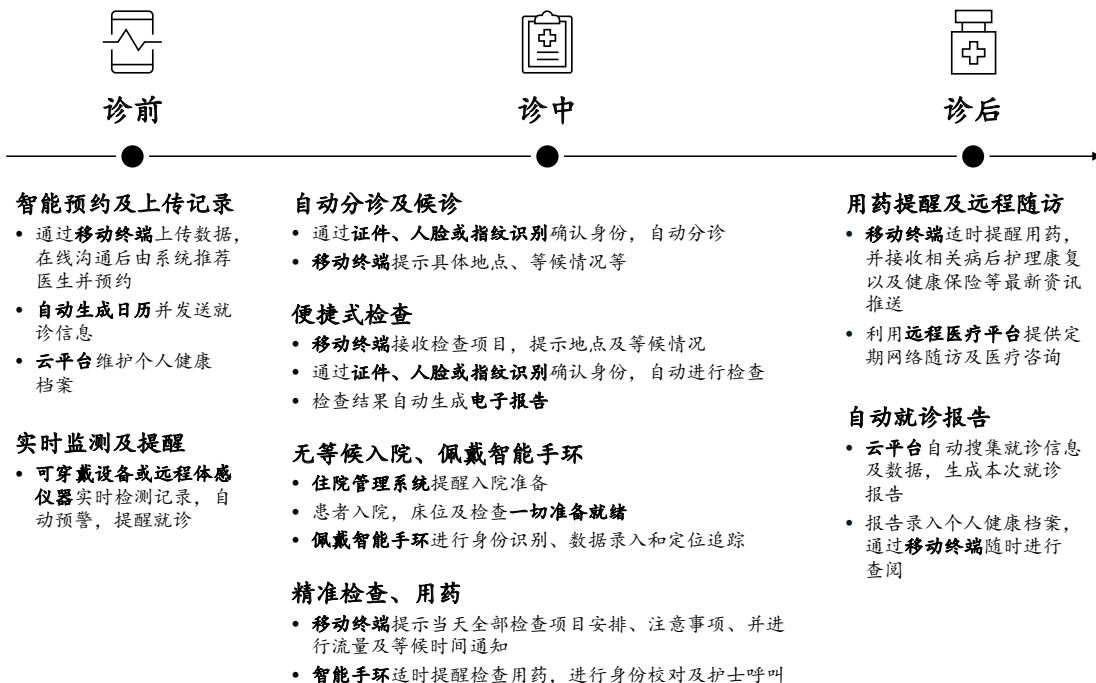 诊前
诊中
诊后
智能预约及上传记录
• 通过移动终端上传数据，
在线沟通后由系统推荐
医生并预约
• 自动生成日历并发送就
诊信息
• 云平台维护个人健康
档案
实时监测及提醒
• 可穿戴设备或远程体感
仪器实时检测记录，自
动预警，提醒就诊
自动分诊及候诊
• 通过证件、人脸或指纹识别确认身份，自动分诊
• 移动终端提示具体地点、等候情况等
便捷式检查
• 移动终端接收检查项目，提示地点及等候情况
• 通过证件、人脸或指纹识别确认身份，自动进行检查
• 检查结果自动生成电子报告
无等候入院、佩戴智能手环
• 住院管理系统提醒入院准备
• 患者入院，床位及检查一切准备就绪
• 佩戴智能手环进行身份识别、数据录入和定位追踪
精准检查、用药
• 移动终端提示当天全部检查项目安排、注意事项、并进
行流量及等候时间通知
• 智能手环适时提醒检查用药，进行身份校对及护士呼叫
用药提醒及远程随访
• 移动终端适时提醒用药，
并接收相关病后护理康复
以及健康保险等最新资讯
推送
• 利用远程医疗平台提供定
期网络随访及医疗咨询
自动就诊报告
• 云平台自动搜集就诊信息
及数据，生成本次就诊
报告
• 报告录入个人健康档案，
通过移动终端随时进行
查阅